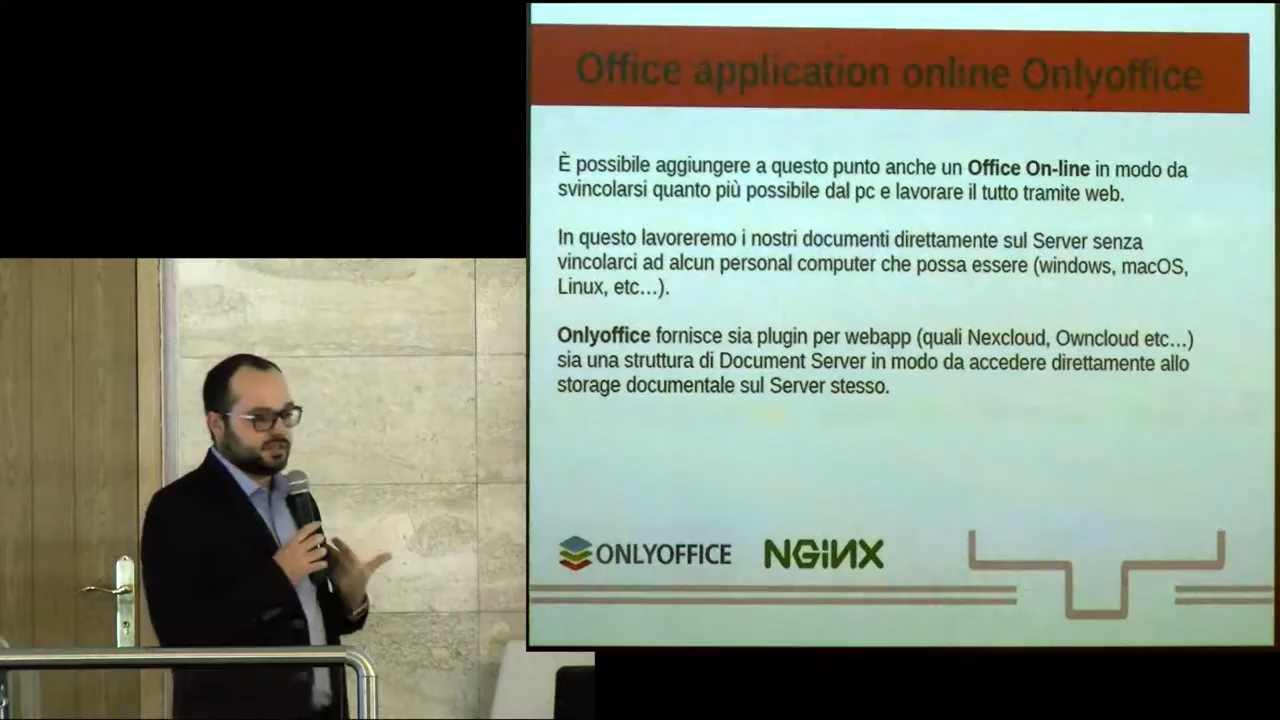 Office application online Onlyoffice
È possibile aggiungere a questo punto anche un Office On-line in modo da
svincolarsi quanto più possibile dal pc e lavorare il tutto tramite web.
In questo lavoreremo i nostri documenti direttamente sul Server senza
vincolarci ad alcun personal computer che possa essere (windows, macOS,
Linux, etc...).
Onlyoffice fornisce sia plugin per webapp (quali Nexcloud, Owncloud etc...)
sia una struttura di Document Server in modo da accedere direttamente allo
storage documentale sul Server stesso.
ONLYOFFICE NGINX